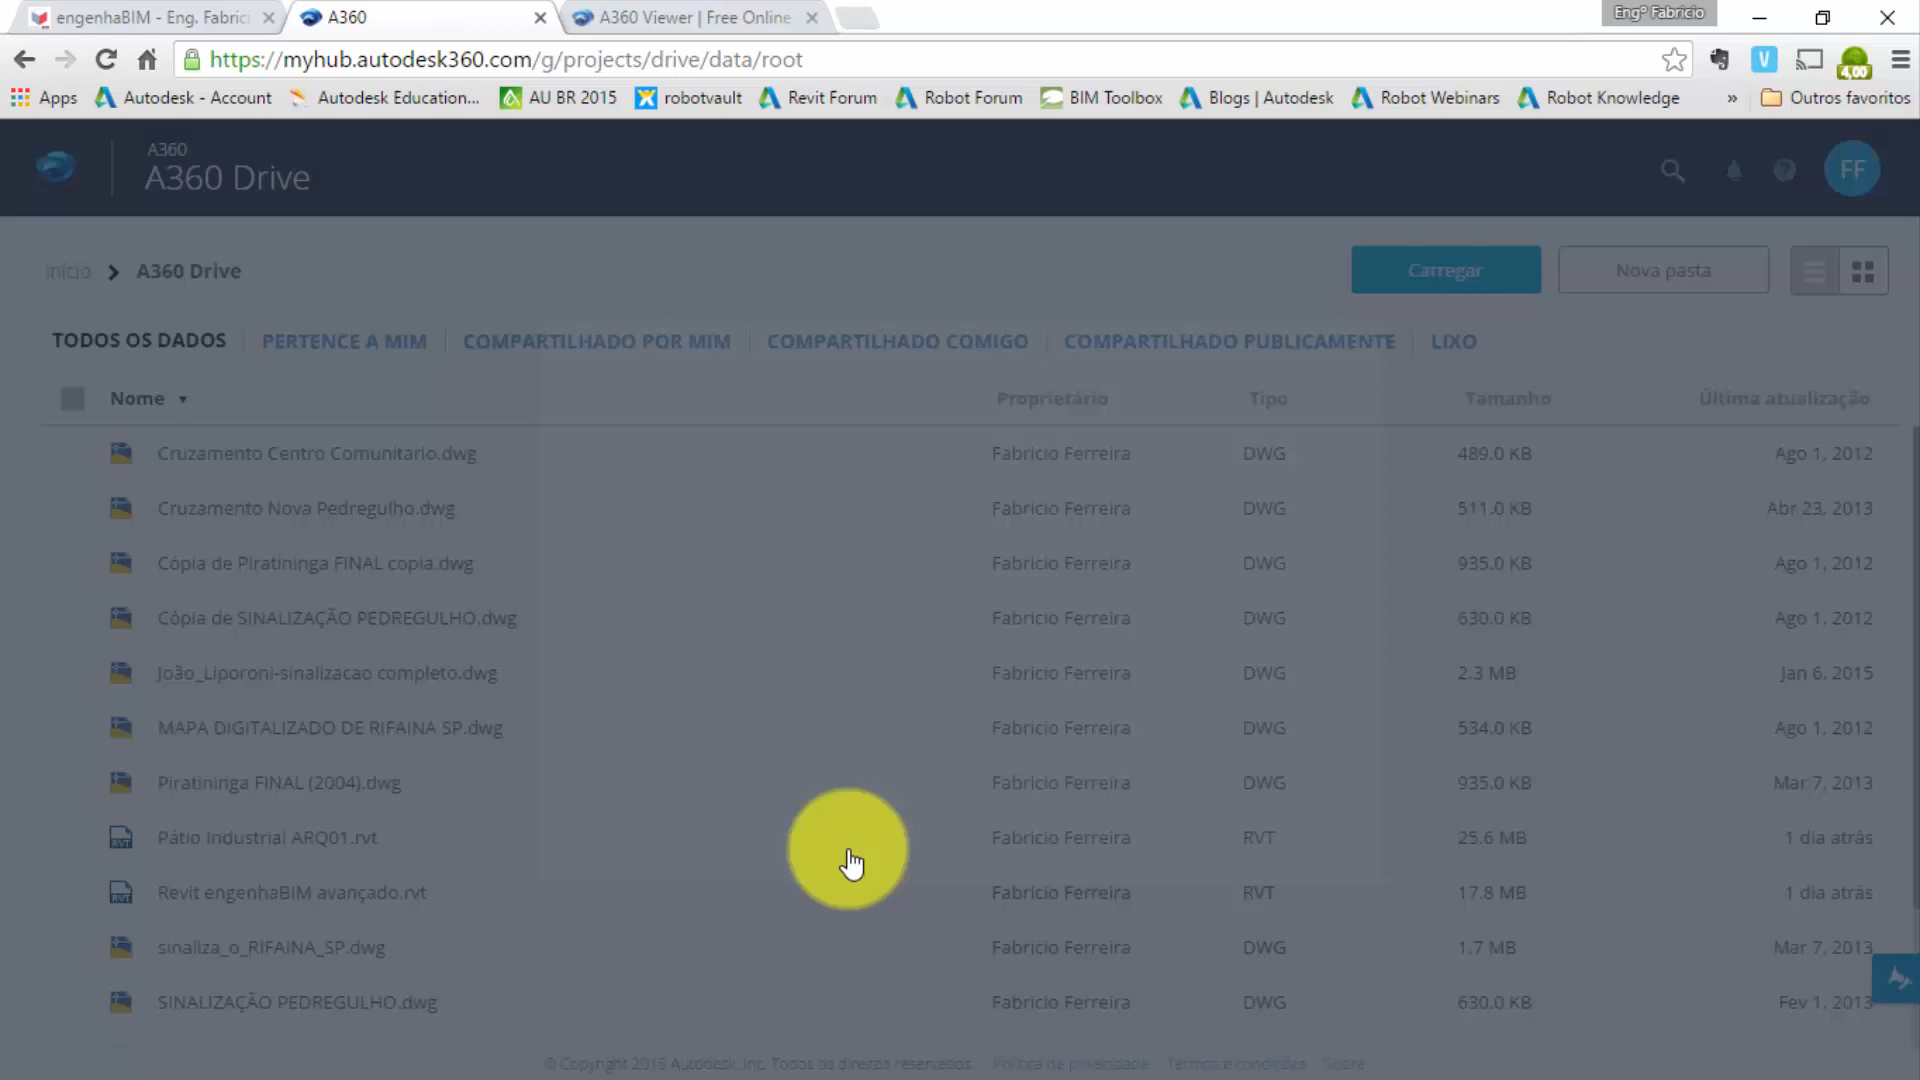 engenhaBIM - Eng. Fabrici
A360
A360 Viewer | Free Online
Engº Fabricio
https://myhub.autodesk360.com/g/projects/drive/data/root
V
4,00
Apps
Autodesk - Account
Autodesk Education...
AU BR 2015
robotvault
Revit Forum
Robot Forum
BIM Toolbox
Blogs | Autodesk
Robot Webinars
Robot Knowledge
»
Outros favoritos
A360
A360 Drive
FF
Início
A360 Drive
Carregar
Nova pasta
TODOS OS DADOS
PERTENCE A MIM
COMPARTILHADO POR MIM
COMPARTILHADO COMIGO
COMPARTILHADO PUBLICAMENTE
LIXO
Nome Proprietário Tipo Tamanho Última atualização
Cruzamento Centro Comunitario.dwg Fabricio Ferreira DWG 489.0 KB Ago 1, 2012
Cruzamento Nova Pedregulho.dwg Fabricio Ferreira DWG 511.0 KB Abr 23, 2013
Cópia de Piratininga FINAL copia.dwg Fabricio Ferreira DWG 935.0 KB Ago 1, 2012
Cópia de SINALIZAÇÃO PEDREGULHO.dwg Fabricio Ferreira DWG 630.0 KB Ago 1, 2012
João_Liporoni-sinalizacao completo.dwg Fabricio Ferreira DWG 2.3 MB Jan 6, 2015
MAPA DIGITALIZADO DE RIFAINA SP.dwg Fabricio Ferreira DWG 534.0 KB Ago 1, 2012
Piratininga FINAL (2004).dwg Fabricio Ferreira DWG 935.0 KB Mar 7, 2013
Pátio Industrial ARQ01.rvt Fabricio Ferreira RVT 25.6 MB 1 dia atrás
Revit engenhaBIM avançado.rvt Fabricio Ferreira RVT 17.8 MB 1 dia atrás
sinaliza_o_RIFAINA_SP.dwg Fabricio Ferreira DWG 1.7 MB Mar 7, 2013
SINALIZAÇÃO PEDREGULHO.dwg Fabricio Ferreira DWG 630.0 KB Fev 1, 2013
© Copyright 2015 Autodesk, Inc. Todos os direitos reservados. Política de privacidade Termos e condições Sobre